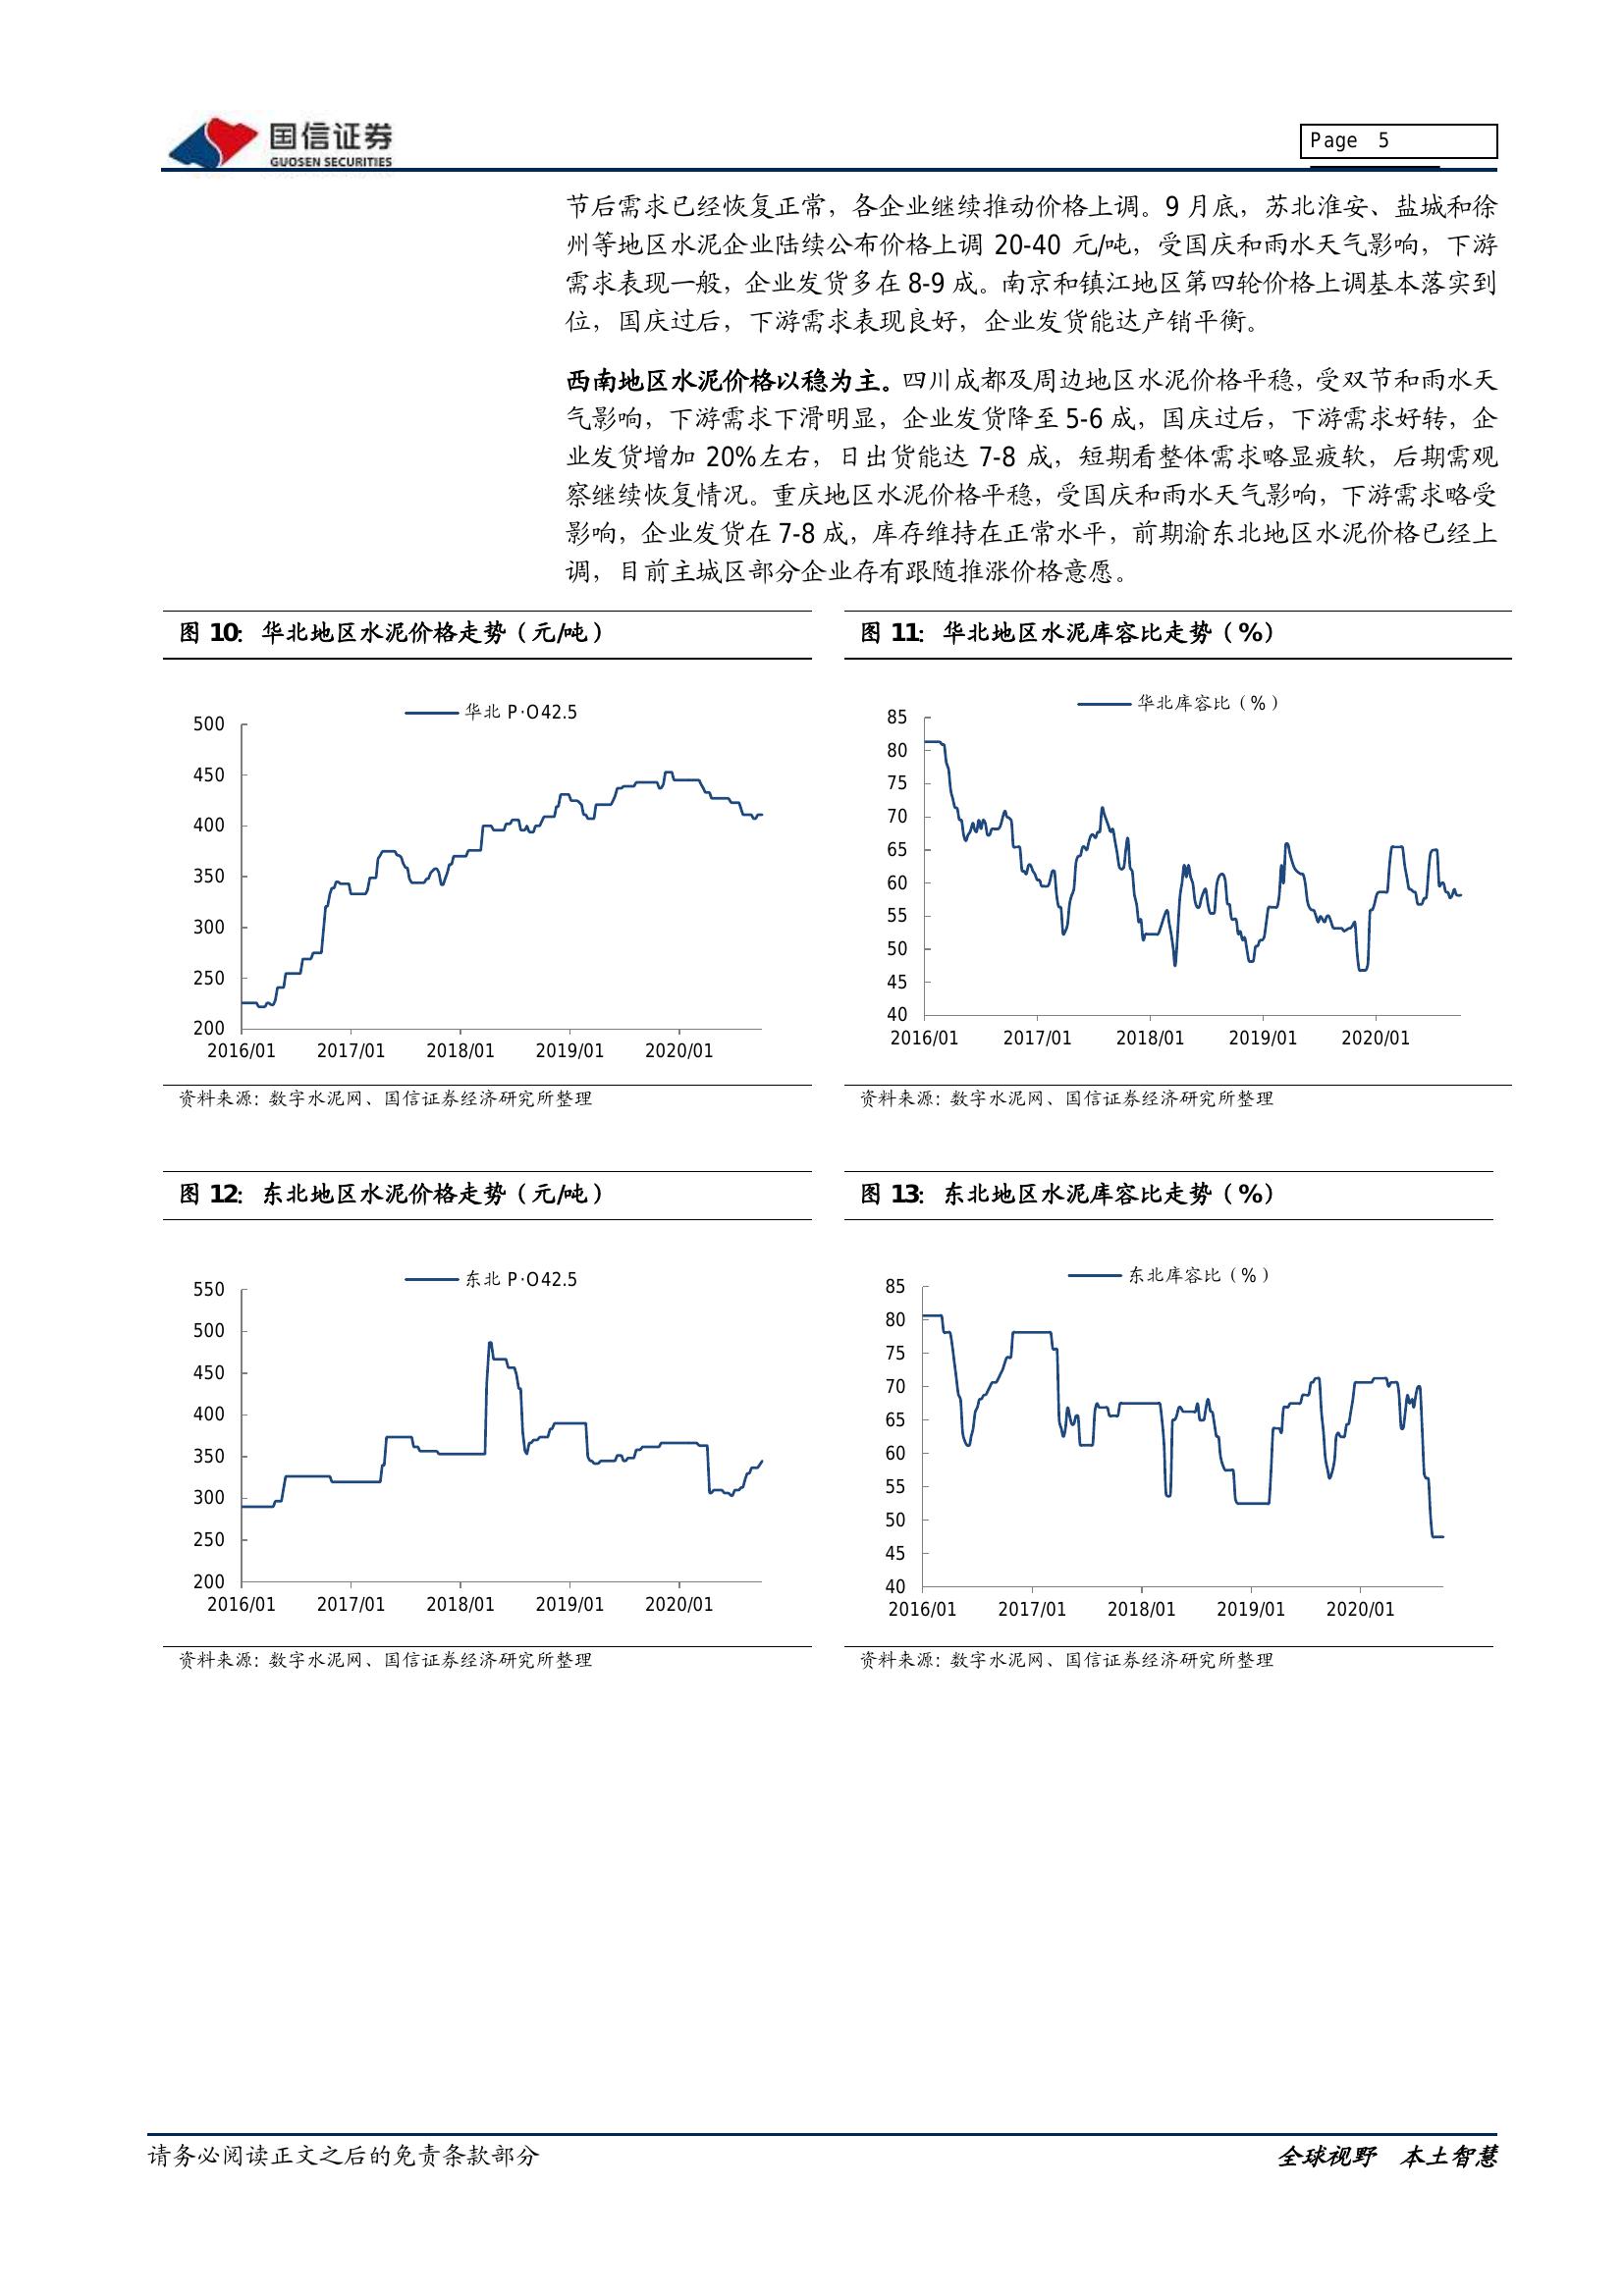 国信证券
GUOSEN SECURITIES
Page 5
节后需求已经恢复正常，各企业继续推动价格上调。9 月底，苏北淮安、盐城和徐
州等地区水泥企业陆续公布价格上调 20-40 元/吨，受国庆和雨水天气影响，下游
需求表现一般，企业发货多在 8-9 成。南京和镇江地区第四轮价格上调基本落实到
位，国庆过后，下游需求表现良好，企业发货能达产销平衡。
西南地区水泥价格以稳为主。四川成都及周边地区水泥价格平稳，受双节和雨水天
气影响，下游需求下滑明显，企业发货降至 5-6 成，国庆过后，下游需求好转，企
业发货增加 20%左右，日出货能达 7-8 成，短期看整体需求略显疲软，后期需观
察继续恢复情况。重庆地区水泥价格平稳，受国庆和雨水天气影响，下游需求略受
影响，企业发货在 7-8 成，库存维持在正常水平，前期渝东北地区水泥价格已经上
调，目前主城区部分企业存有跟随推涨价格意愿。
图 10：华北地区水泥价格走势（元/吨）
华北 P·O42.5
500
450
400
350
300
250
200
2016/01 2017/01 2018/01 2019/01 2020/01
资料来源：数字水泥网、国信证券经济研究所整理
图 11：华北地区水泥库容比走势（%）
华北库容比（%）
85
80
75
70
65
60
55
50
45
40
2016/01 2017/01 2018/01 2019/01 2020/01
资料来源：数字水泥网、国信证券经济研究所整理
图 12：东北地区水泥价格走势（元/吨）
东北 P·O42.5
550
500
450
400
350
300
250
200
2016/01 2017/01 2018/01 2019/01 2020/01
资料来源：数字水泥网、国信证券经济研究所整理
图 13：东北地区水泥库容比走势（%）
东北库容比（%）
85
80
75
70
65
60
55
50
45
40
2016/01 2017/01 2018/01 2019/01 2020/01
资料来源：数字水泥网、国信证券经济研究所整理
请务必阅读正文之后的免责条款部分
全球视野 本土智慧